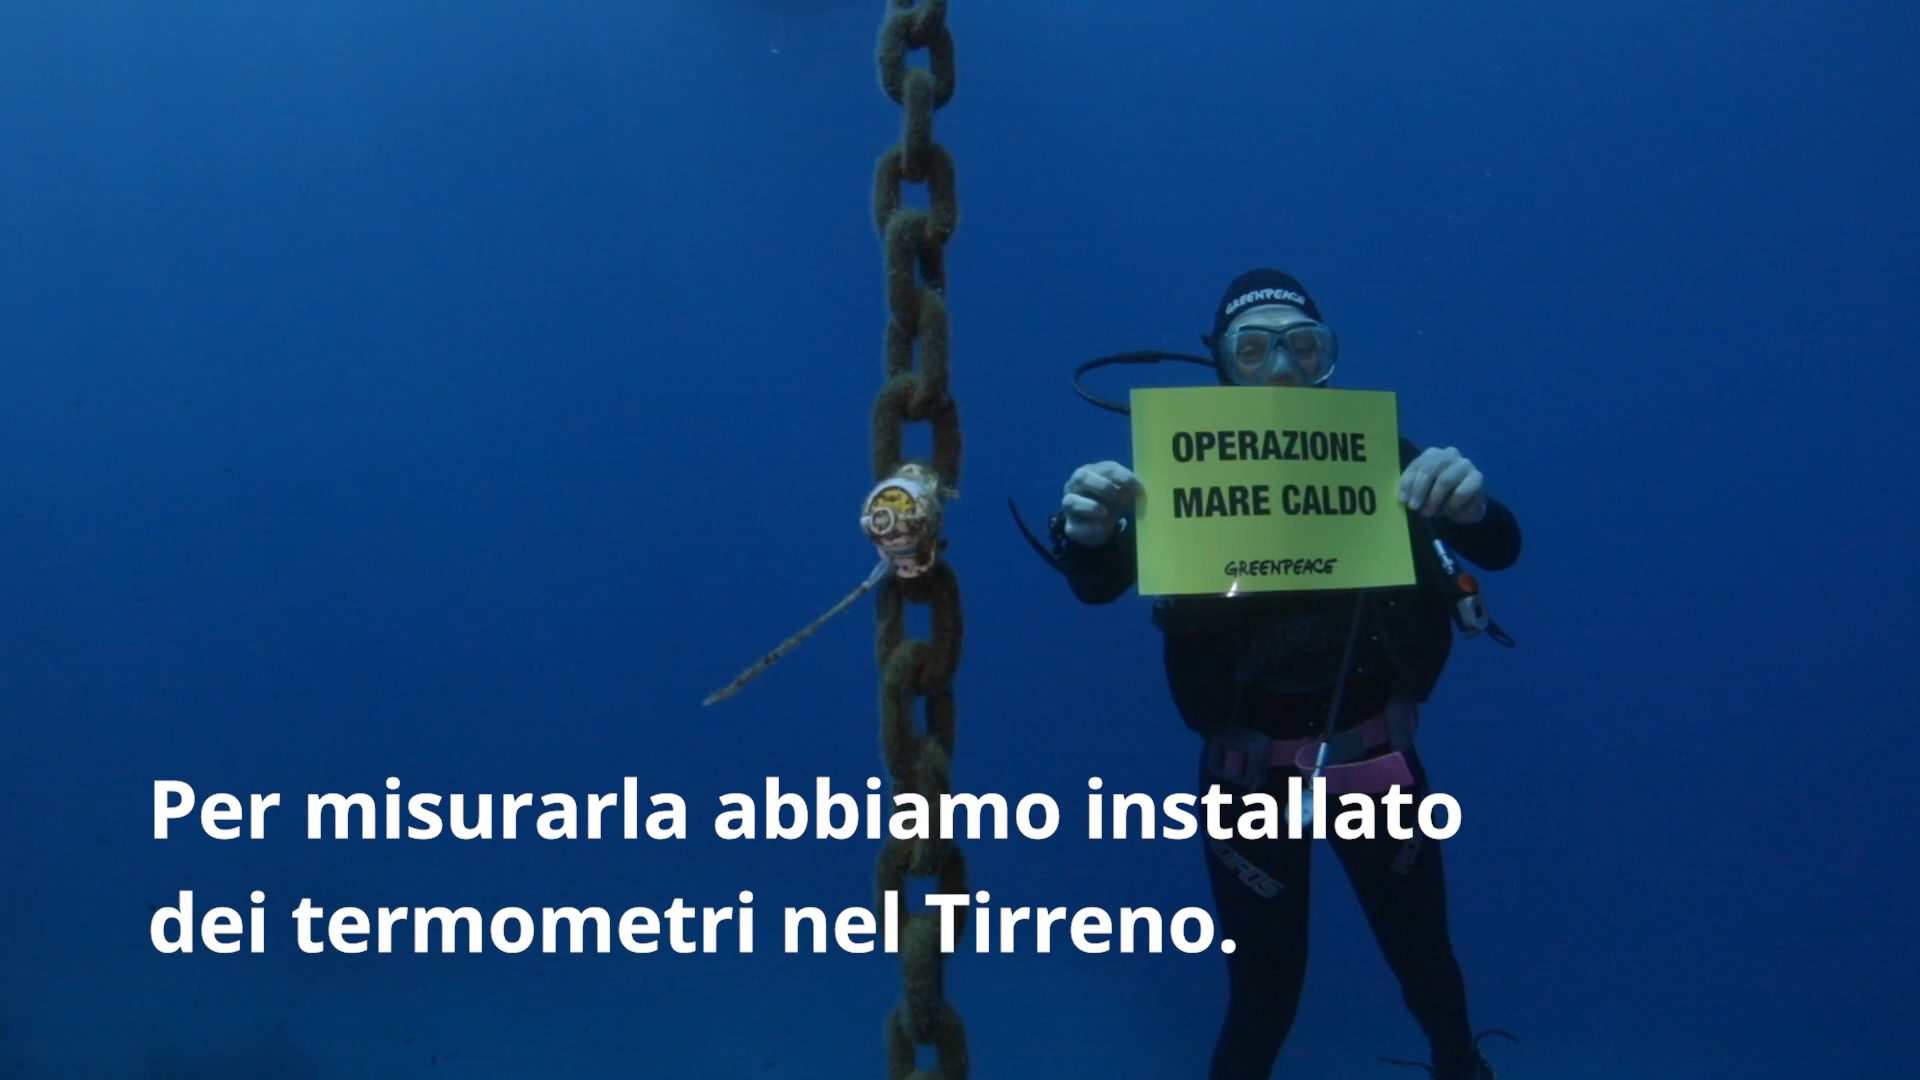 GREENPEACE
OPERAZIONE
MARE CALDO
GREENPEACE
Per misurarla abbiamo installato
dei termometri nel Tirreno.